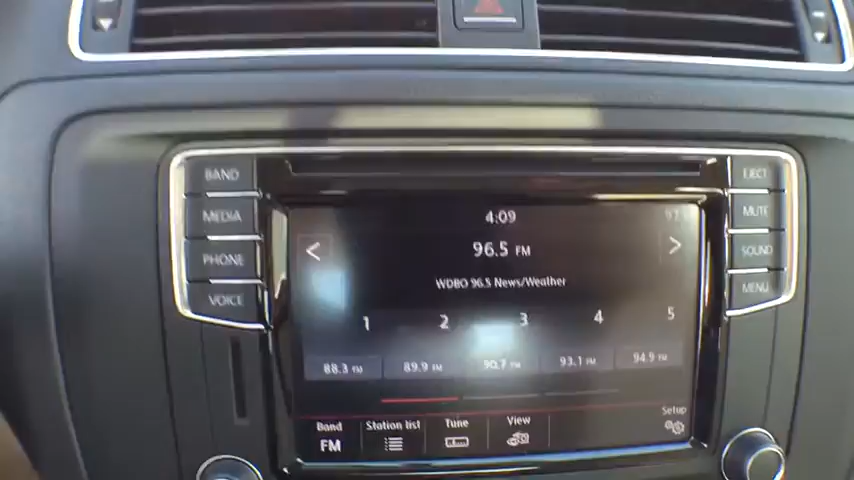 BAND
MEDIA
PHONE
VOICE
EJECT
MUTE
SOUND
MENU
4:09
96.5 FM
WDBO 96.5 News/Weather
1 2 3 4 5
88.3 FM 89.9 FM 90.7 FM 93.1 FM 94.9 FM
Band Station list Tune View Setup
FM